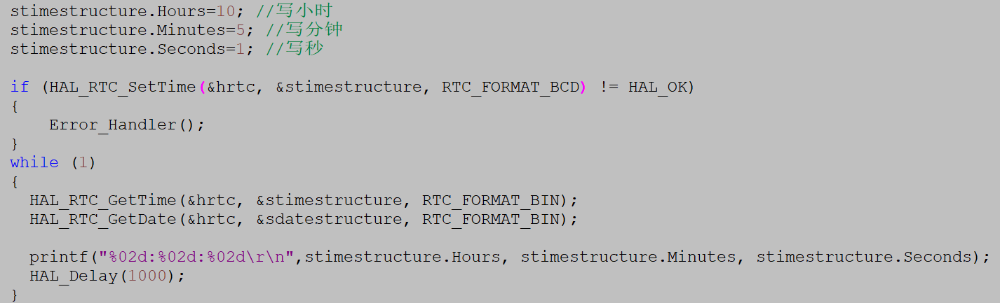 stimestructure.Hours=10; //写小时
stimestructure.Minutes=5; //写分钟
stimestructure.Seconds=1; //写秒

if (HAL_RTC_SetTime(&hrtc, &stimestructure, RTC_FORMAT_BCD) != HAL_OK)
{
    Error_Handler();
}
while (1)
{
  HAL_RTC_GetTime(&hrtc, &stimestructure, RTC_FORMAT_BIN);
  HAL_RTC_GetDate(&hrtc, &sdatestructure, RTC_FORMAT_BIN);

  printf("%02d:%02d:%02d\r\n",stimestructure.Hours, stimestructure.Minutes, stimestructure.Seconds);
  HAL_Delay(1000);
}